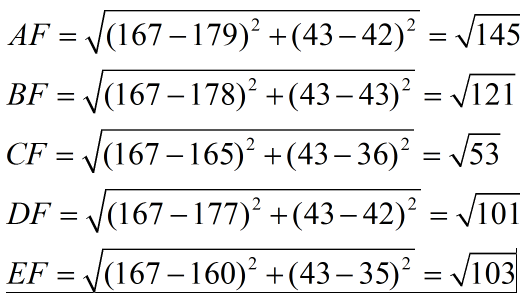 AF = √((167 − 179)² + (43 − 42)²) = √145
BF = √((167 − 178)² + (43 − 43)²) = √121
CF = √((167 − 165)² + (43 − 36)²) = √53
DF = √((167 − 177)² + (43 − 42)²) = √101
EF = √((167 − 160)² + (43 − 35)²) = √103